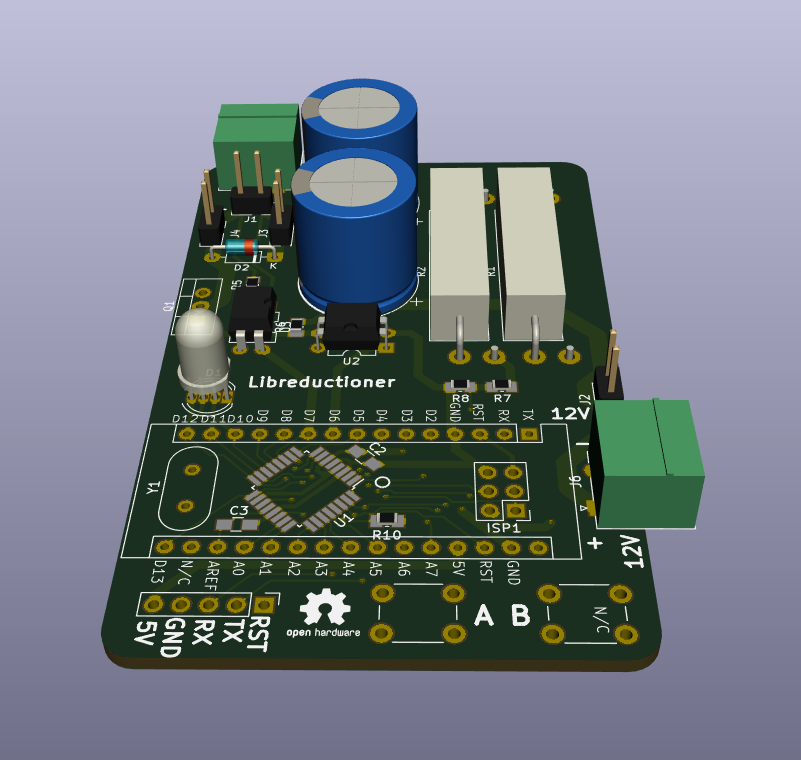 J1
J4
J3
D2
K
R5
Q1
R2
R1
+
+
U2
D1
Libreductioner
R8
R7
J2
12V
D12
D11
D10
D9
D8
D7
D6
D5
D4
D3
D2
GND
RST
RX
TX
C2
Y1
C3
U1
R10
ISP1
J6
+
12V
D13
N/C
AREF
A0
A1
A2
A3
A4
A5
A6
A7
5V
RST
GND
5V
GND
RX
TX
RST
open hardware
A
B
N/C